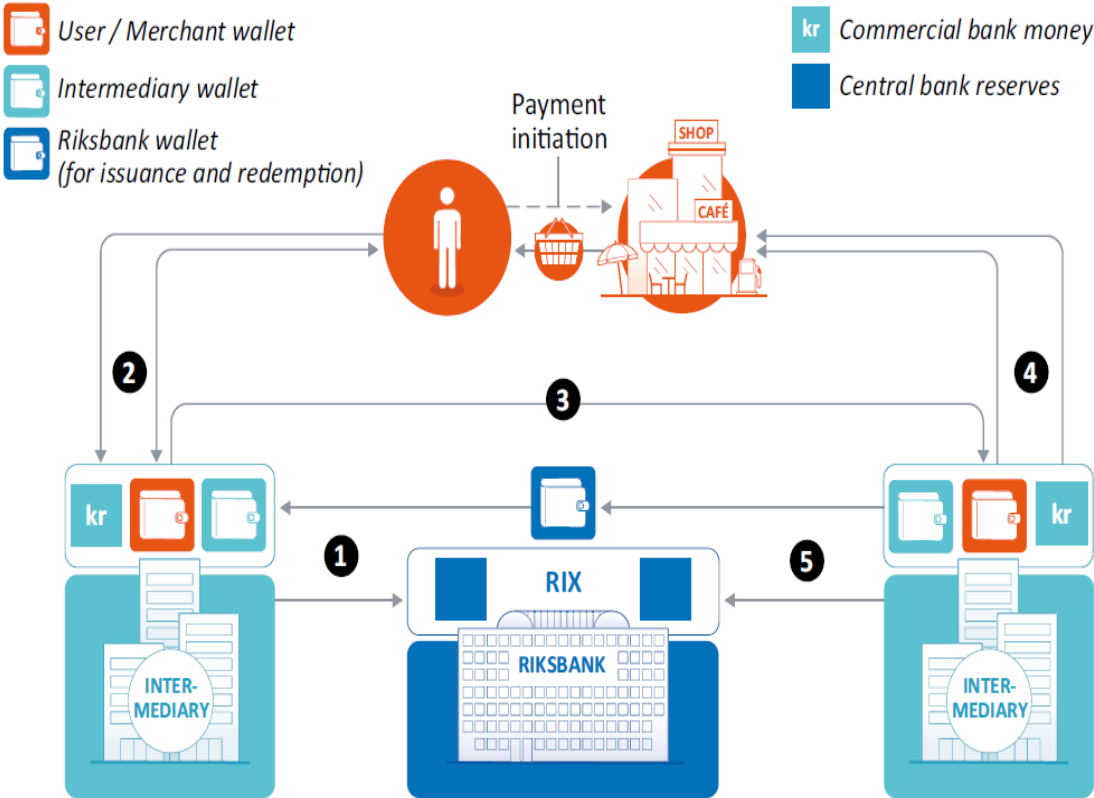 User / Merchant wallet
Intermediary wallet
Riksbank wallet
(for issuance and redemption)
kr Commercial bank money
Central bank reserves
Payment
initiation
SHOP
CAFÉ
2
4
3
kr
kr
1
5
RIX
RIKSBANK
INTER-
MEDIARY
INTER-
MEDIARY